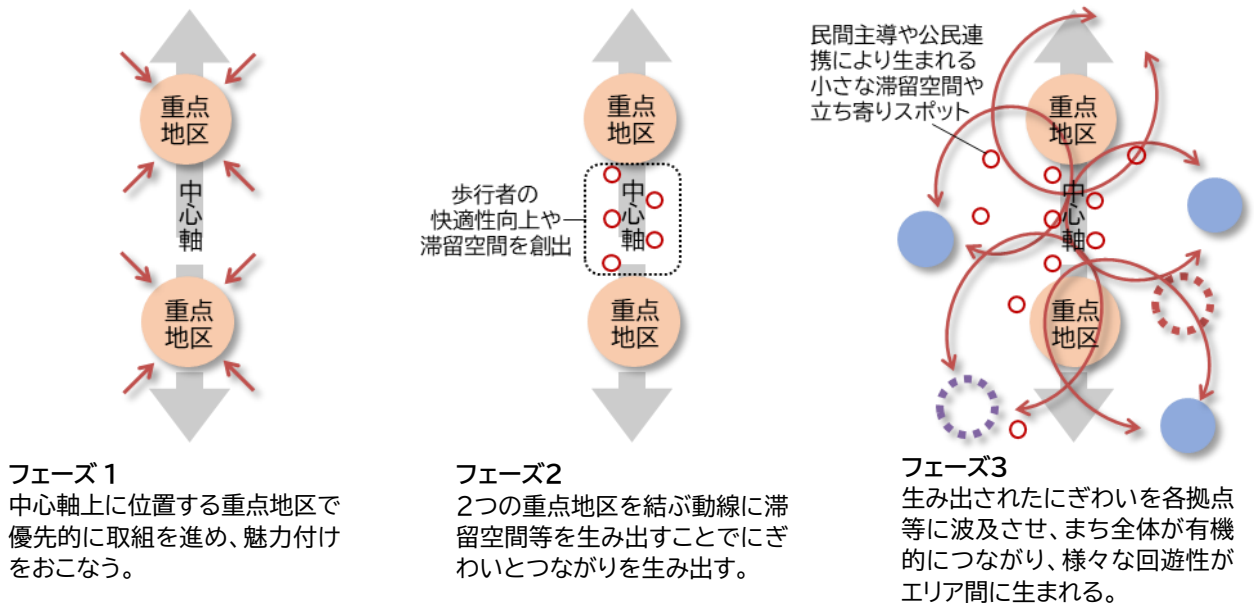 重点
地区
中心軸
重点
地区
フェーズ 1
中心軸上に位置する重点地区で
優先的に取組を進め、魅力付け
をおこなう。
重点
地区
歩行者の
快適性向上や
滞留空間を創出
中心軸
重点
地区
フェーズ2
2つの重点地区を結ぶ動線に滞
留空間等を生み出すことでにぎ
わいとつながりを生み出す。
民間主導や公民連
携により生まれる
小さな滞留空間や
立ち寄りスポット
重点
地区
中心軸
重点
地区
フェーズ3
生み出されたにぎわいを各拠点
等に波及させ、まち全体が有機
的につながり、様々な回遊性が
エリア間に生まれる。